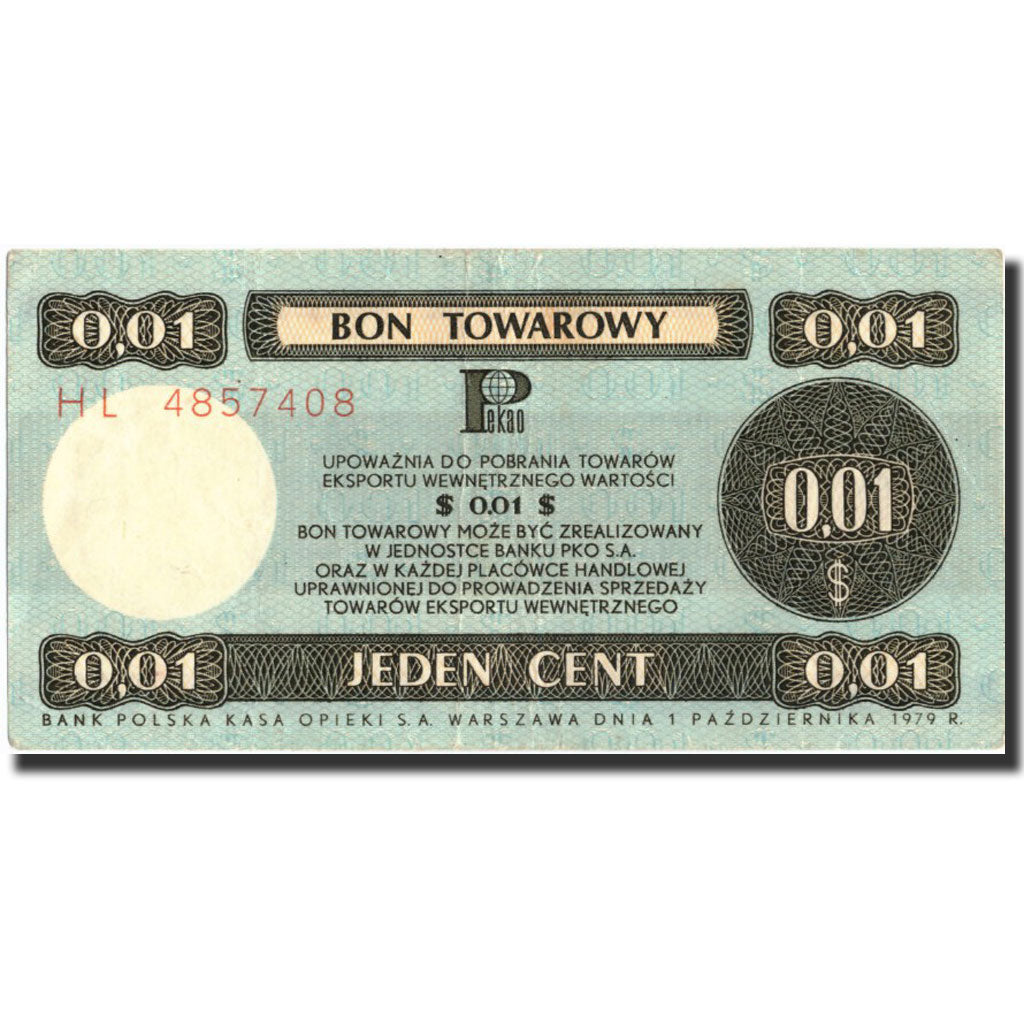 0,01 BON TOWAROWY 0,01
HL 4857408
Pekao
UPOWAŻNIA DO POBRANIA TOWARÓW
EKSPORTU WEWNĘTRZNEGO WARTOŚCI
$ 0,01 $
BON TOWAROWY MOŻE BYĆ ZREALIZOWANY
W JEDNOSTCE BANKU PKO S.A.
ORAZ W KAŻDEJ PLACÓWCE HANDLOWEJ
UPRAWNIONEJ DO PROWADZENIA SPRZEDAŻY
TOWARÓW EKSPORTU WEWNĘTRZNEGO
0,01
$
0,01 JEDEN CENT 0,01
BANK POLSKA KASA OPIEKI S.A. WARSZAWA DNIA 1 PAŹDZIERNIKA 1979 R.